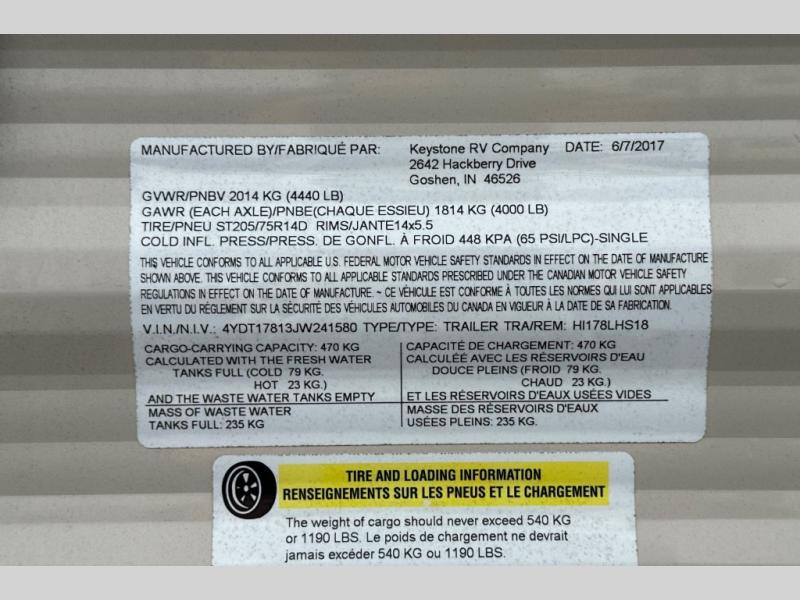 MANUFACTURED BY/FABRIQUÉ PAR: Keystone RV Company DATE: 6/7/2017
2642 Hackberry Drive
Goshen, IN 46526
GVWR/PNBV 2014 KG (4440 LB)
GAWR (EACH AXLE)/PNBE(CHAQUE ESSIEU) 1814 KG (4000 LB)
TIRE/PNEU ST205/75R14D RIMS/JANTE14x5.5
COLD INFL. PRESS/PRESS. DE GONFL. À FROID 448 KPA (65 PSI/LPC)-SINGLE
THIS VEHICLE CONFORMS TO ALL APPLICABLE U.S. FEDERAL MOTOR VEHICLE SAFETY STANDARDS IN EFFECT ON THE DATE OF MANUFACTURE
SHOWN ABOVE. THIS VEHICLE CONFORMS TO ALL APPLICABLE STANDARDS PRESCRIBED UNDER THE CANADIAN MOTOR VEHICLE SAFETY
REGULATIONS IN EFFECT ON THE DATE OF MANUFACTURE. ~ CE VÉHICULE EST CONFORME À TOUTES LES NORMES QUI LUI SONT APPLICABLES
EN VERTU DU RÉGLEMENT SUR LA SÉCURITÉ DES VÉHICULES AUTOMOBILES DU CANADA EN VIGUEUR À LA DATE DE SA FABRICATION.
V.I.N./N.I.V.: 4YDT17813JW241580 TYPE/TYPE: TRAILER TRA/REM: HI178LHS18
CARGO-CARRYING CAPACITY: 470 KG
CALCULATED WITH THE FRESH WATER
TANKS FULL (COLD 79 KG.
HOT 23 KG.)
AND THE WASTE WATER TANKS EMPTY
MASS OF WASTE WATER
TANKS FULL: 235 KG
CAPACITÉ DE CHARGEMENT: 470 KG
CALCULÉE AVEC LES RÉSERVOIRS D'EAU
DOUCE PLEINS (FROID 79 KG.
CHAUD 23 KG.)
ET LES RÉSERVOIRS D'EAUX USÉES VIDES
MASSE DES RÉSERVOIRS D'EAUX
USÉES PLEINS: 235 KG.
TIRE AND LOADING INFORMATION
RENSEIGNEMENTS SUR LES PNEUS ET LE CHARGEMENT
The weight of cargo should never exceed 540 KG
or 1190 LBS. Le poids de chargement ne devrait
jamais excéder 540 KG ou 1190 LBS.